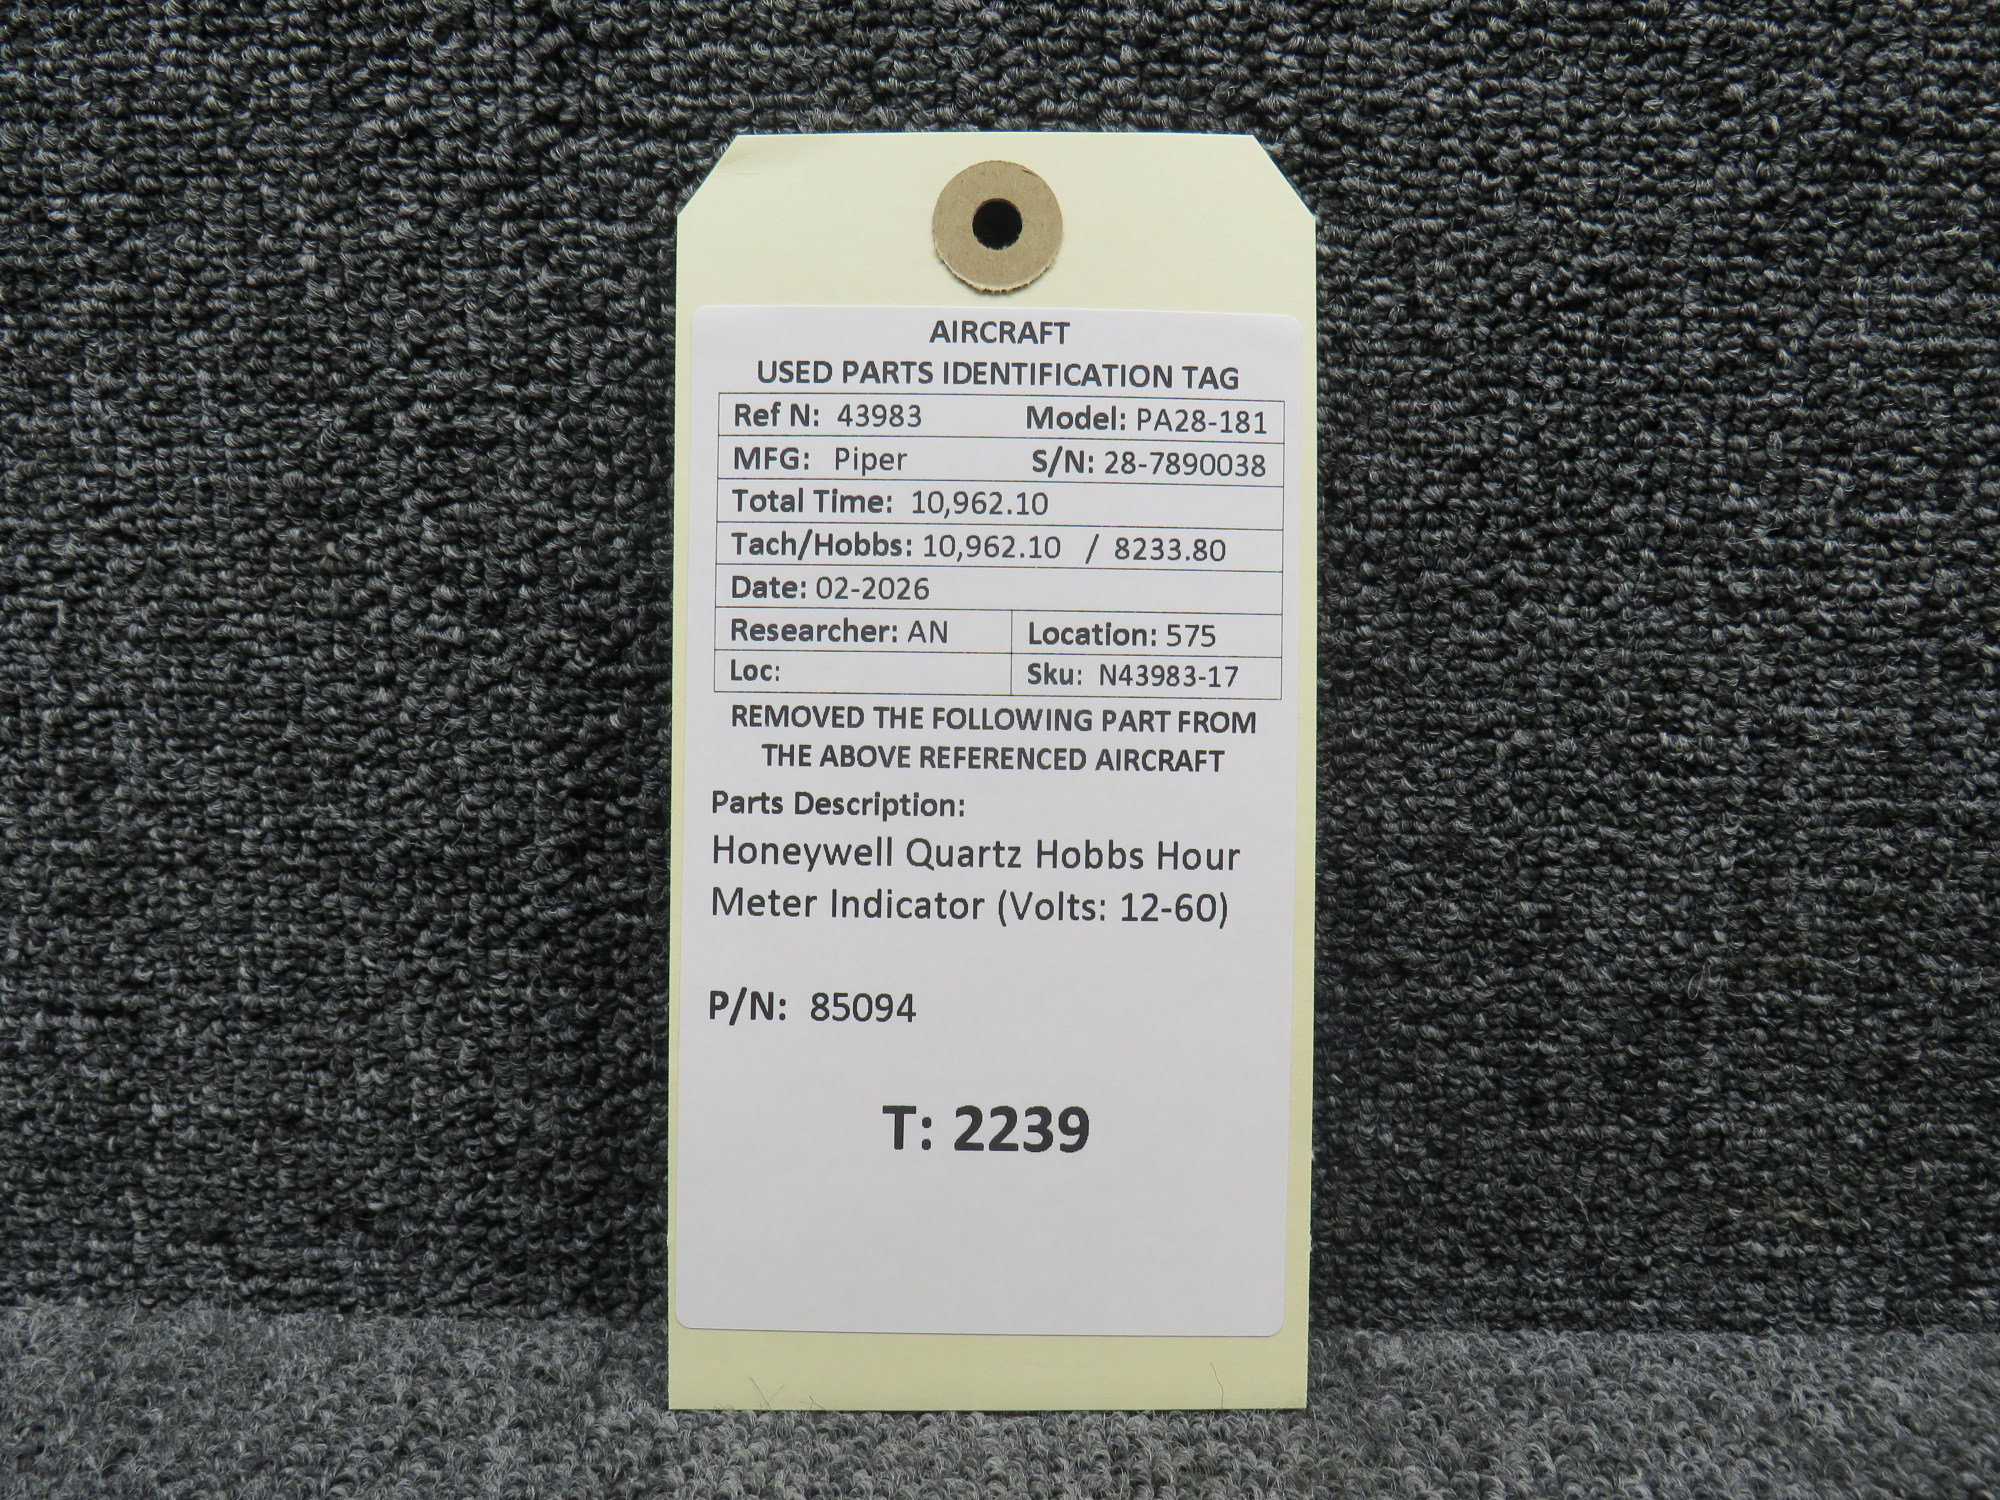 AIRCRAFT
USED PARTS IDENTIFICATION TAG
Ref N: 43983 Model: PA28-181
MFG: Piper S/N: 28-7890038
Total Time: 10,962.10
Tach/Hobbs: 10,962.10 / 8233.80
Date: 02-2026
Researcher: AN Location: 575
Loc: Sku: N43983-17
REMOVED THE FOLLOWING PART FROM
THE ABOVE REFERENCED AIRCRAFT
Parts Description:
Honeywell Quartz Hobbs Hour
Meter Indicator (Volts: 12-60)
P/N: 85094
T: 2239